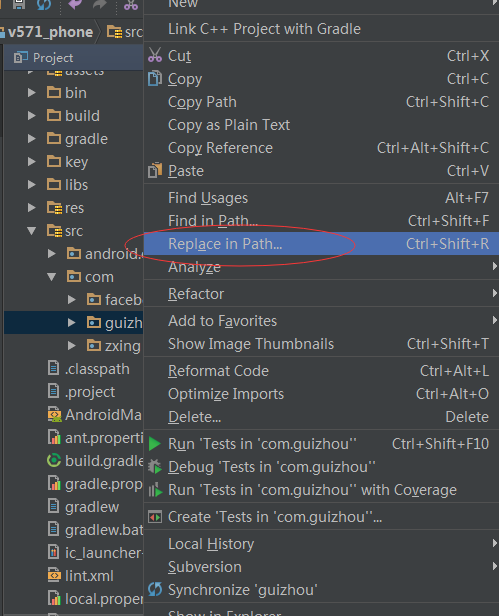 New
v571_phone
src
Link C++ Project with Gradle
Project
Cut Ctrl+X
assets
Copy Ctrl+C
bin
Copy Path Ctrl+Shift+C
build
Copy as Plain Text
gradle
Copy Reference Ctrl+Alt+Shift+C
key
Paste Ctrl+V
libs
Find Usages Alt+F7
res
Find in Path... Ctrl+Shift+F
src
Replace in Path... Ctrl+Shift+R
android.
Analyze
com
Refactor
faceb
Add to Favorites
guizh
Show Image Thumbnails Ctrl+Shift+T
zxing
Reformat Code Ctrl+Alt+L
.classpath
Optimize Imports Ctrl+Alt+O
.project
Delete... Delete
AndroidMa
Run 'Tests in 'com.guizhou'' Ctrl+Shift+F10
ant.properti
Debug 'Tests in 'com.guizhou''
build.gradle
Run 'Tests in 'com.guizhou'' with Coverage
gradle.prop
Create 'Tests in 'com.guizhou''...
gradlew
gradlew.bat
Local History
ic_launcher-
Subversion
lint.xml
Synchronize 'guizhou'
local.prope
Show in Explorer